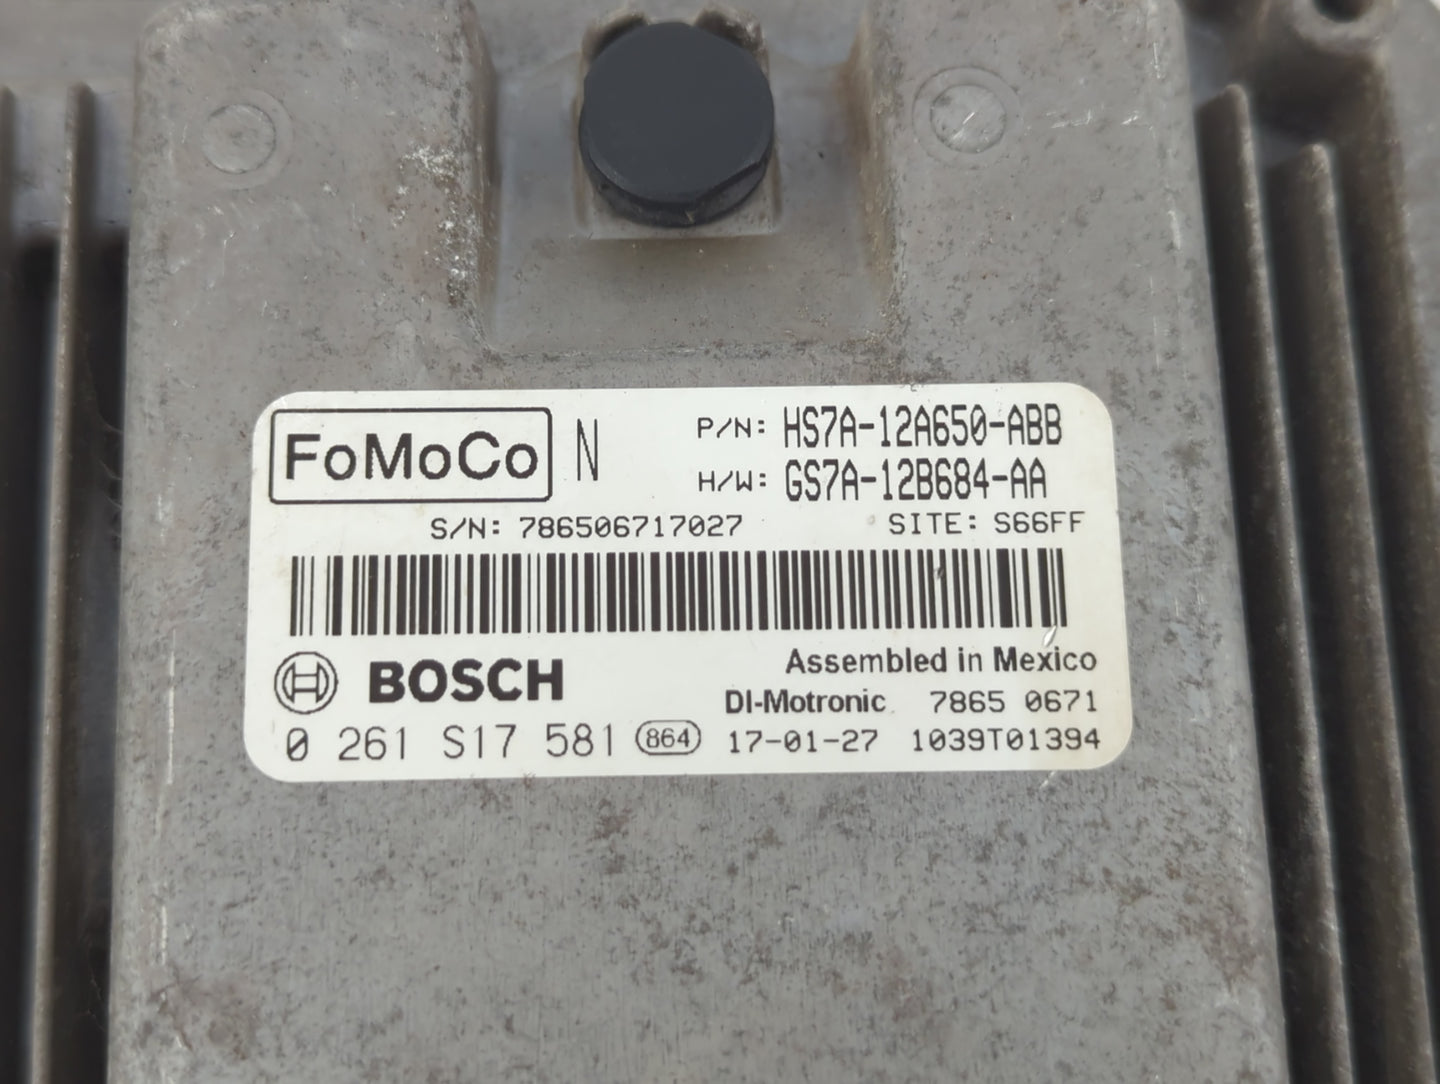 FoMoCo N P/N: HS7A-12A650-ABB
H/W: GS7A-12B684-AA
S/N: 786506717027 SITE: S66FF
BOSCH Assembled in Mexico
DI-Motronic 7865 0671
0 261 S17 581 864 17-01-27 1039T01394